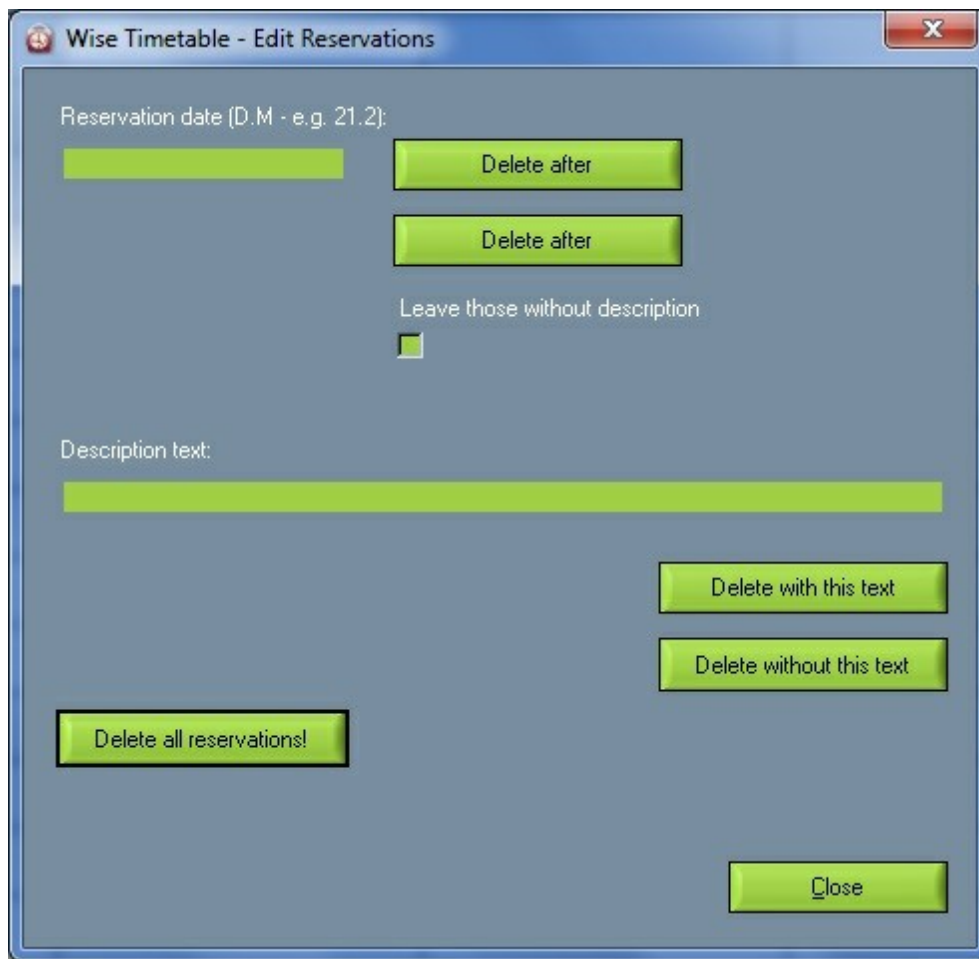 Wise Timetable - Edit Reservations
Reservation date (D.M - e.g. 21.2):
Delete after
Delete after
Leave those without description
Description text:
Delete with this text
Delete without this text
Delete all reservations!
Close